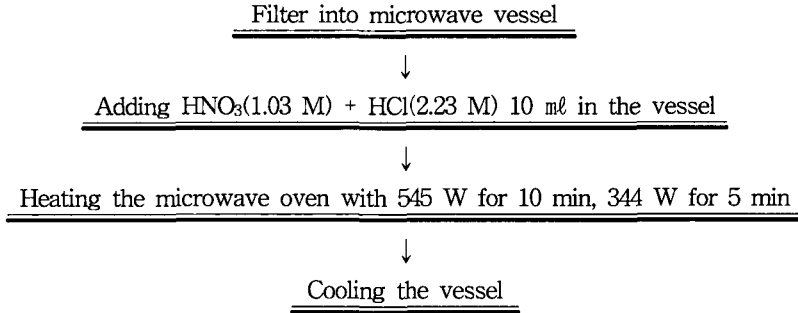 Filter into microwave vessel
↓
Adding HNO₃(1.03 M) + HCl(2.23 M) 10 ㎖ in the vessel
↓
Heating the microwave oven with 545 W for 10 min, 344 W for 5 min
↓
Cooling the vessel